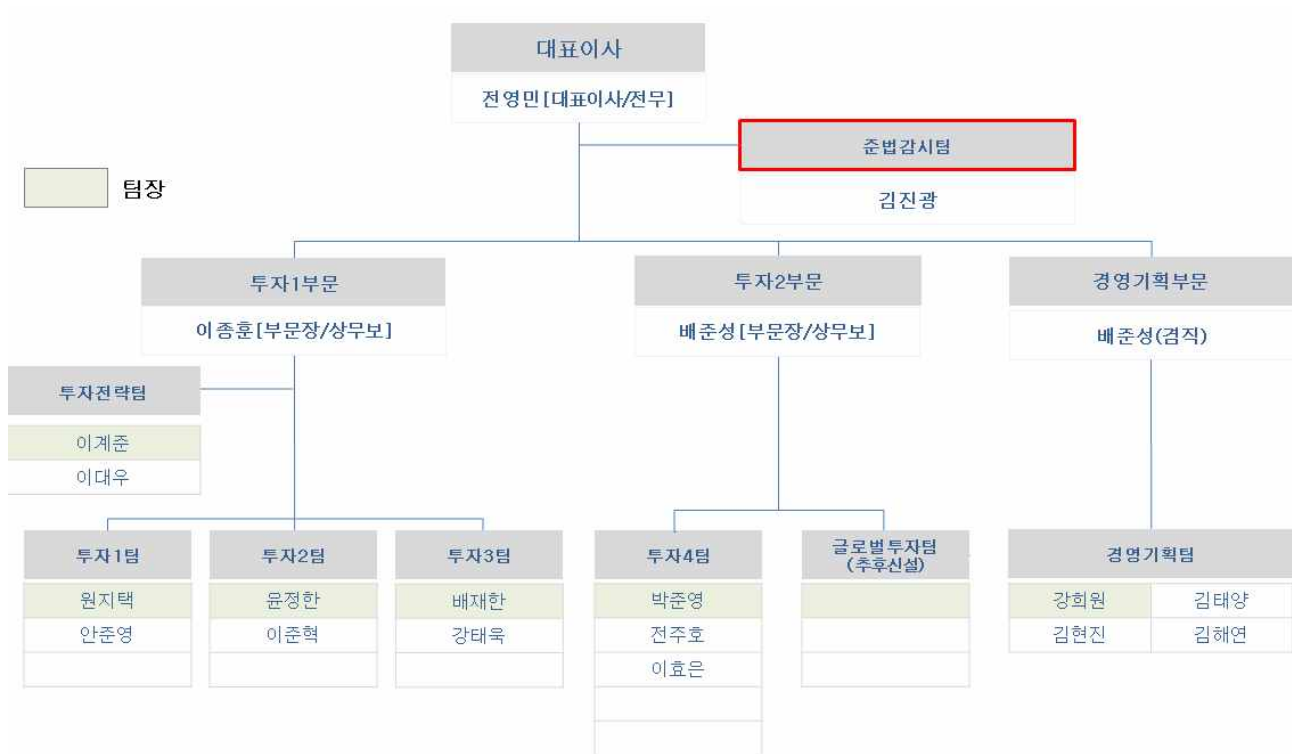 대표이사
전영민[대표이사/전무]
준법감시팀
김진광
팀장
투자1부문
이종훈[부문장/상무보]
투자2부문
배준성[부문장/상무보]
경영기획부문
배준성(겸직)
투자전략팀
이계준
이대우
투자1팀
원지택
안준영
투자2팀
윤정한
이준혁
투자3팀
배재한
강태욱
투자4팀
박준영
전주호
이효은
글로벌투자팀
(추후신설)
경영기획팀
강희원 김태양
김현진 김해연